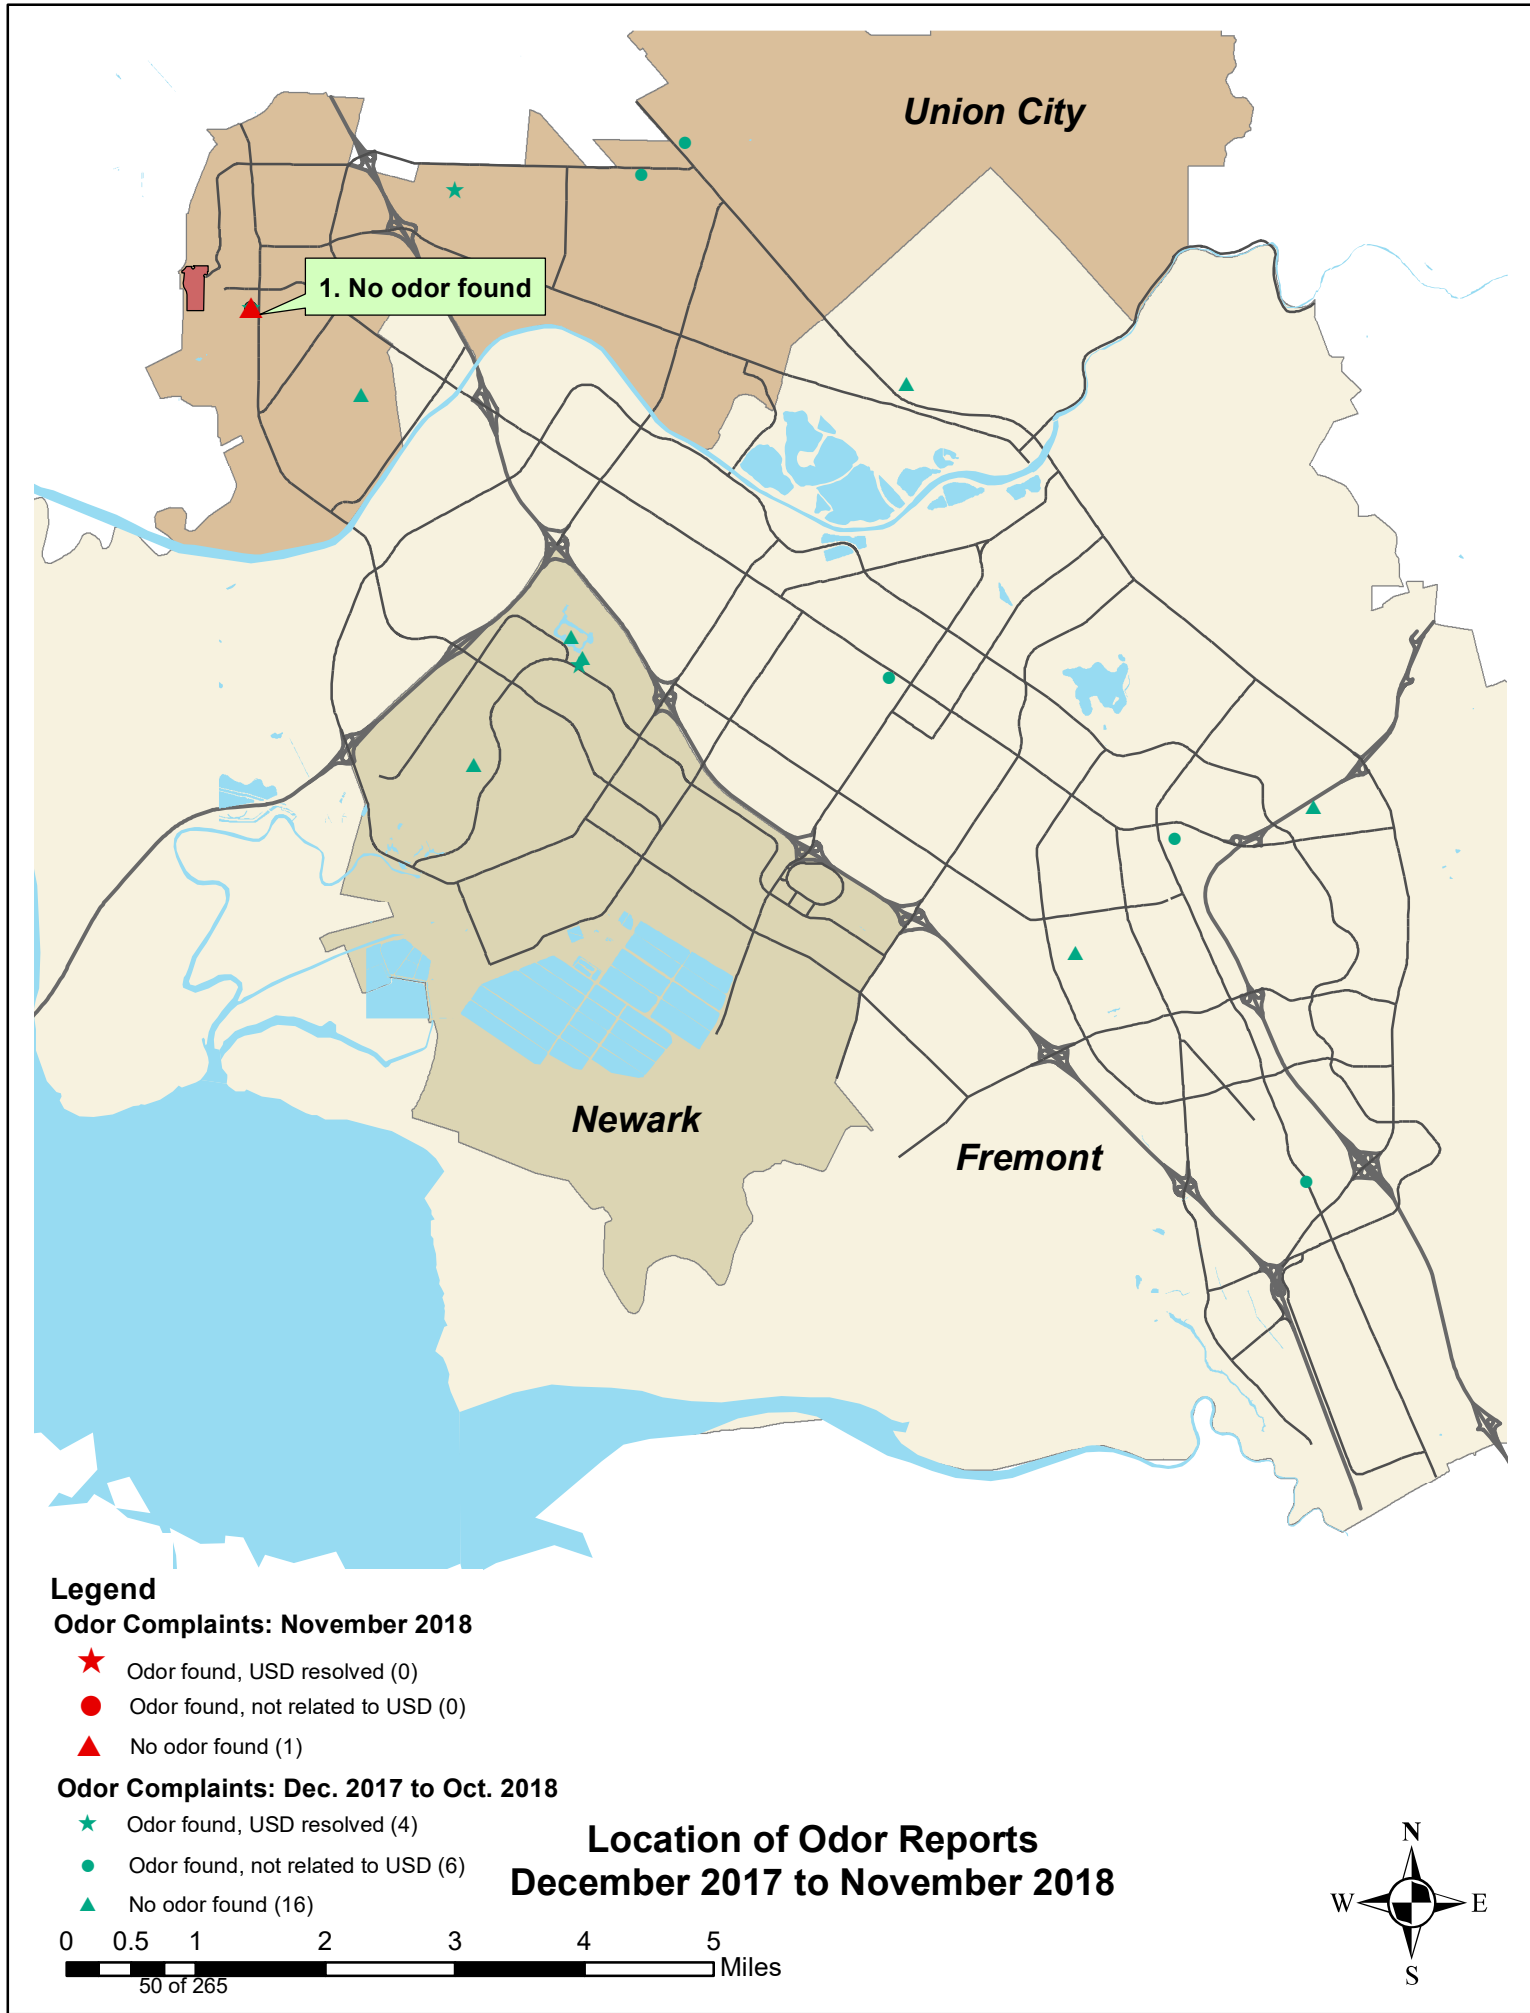 Union City
1. No odor found
Newark
Fremont
Legend
Odor Complaints: November 2018
Odor found, USD resolved (0)
Odor found, not related to USD (0)
No odor found (1)
Odor Complaints: Dec. 2017 to Oct. 2018
Odor found, USD resolved (4)
Odor found, not related to USD (6)
No odor found (16)
Location of Odor Reports
December 2017 to November 2018
N
W E
S
0 0.5 1 2 3 4 5
Miles
50 of 265